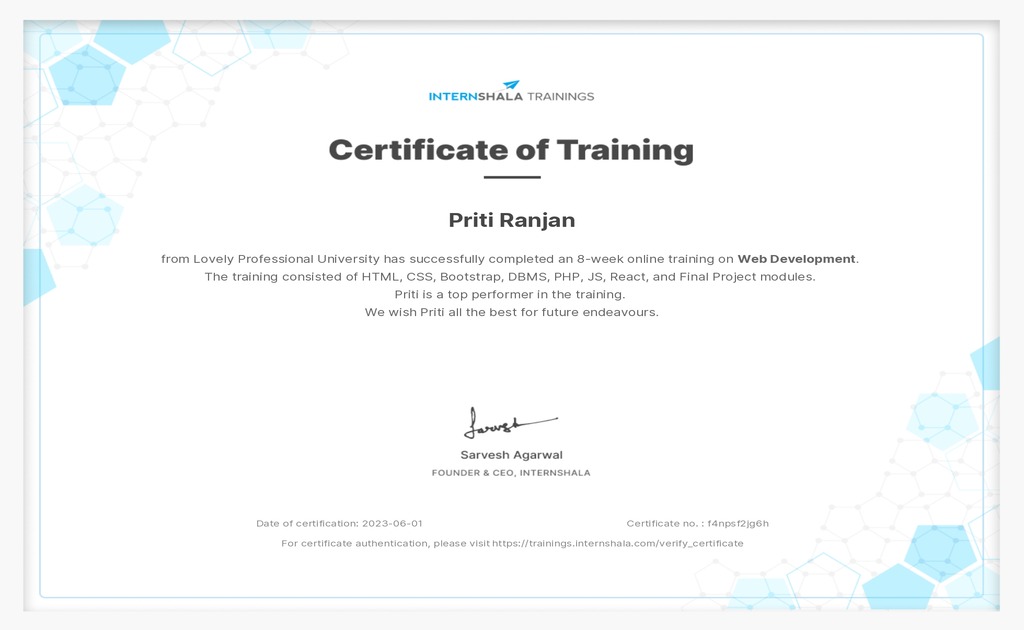 INTERNSHALA TRAININGS
Certificate of Training
Priti Ranjan
from Lovely Professional University has successfully completed an 8-week online training on Web Development.
The training consisted of HTML, CSS, Bootstrap, DBMS, PHP, JS, React, and Final Project modules.
Priti is a top performer in the training.
We wish Priti all the best for future endeavours.
Sarvesh
Sarvesh Agarwal
FOUNDER & CEO, INTERNSHALA
Date of certification: 2023-06-01 Certificate no. : f4npsf2jg6h
For certificate authentication, please visit https://trainings.internshala.com/verify_certificate